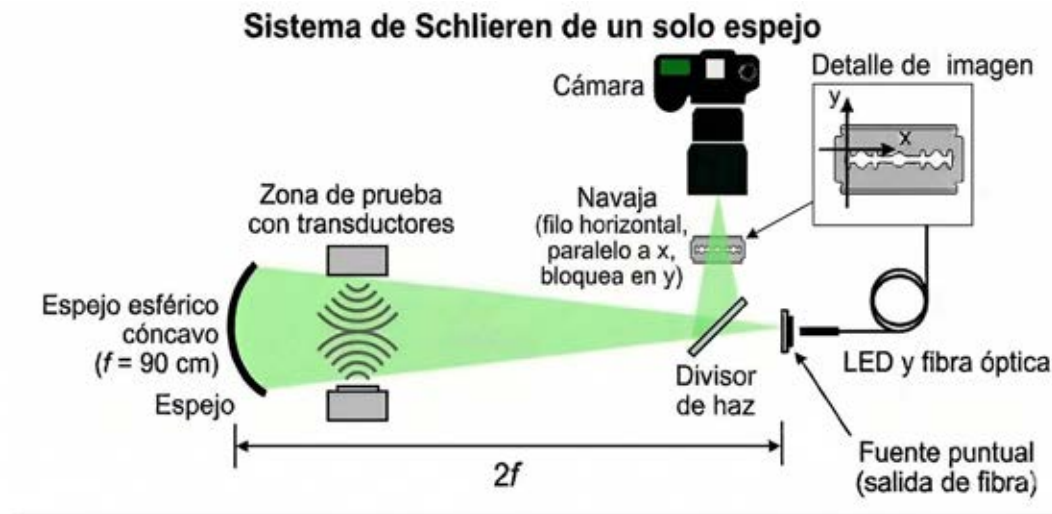 Sistema de Schlieren de un solo espejo
Cámara
Detalle de imagen
y
x
Zona de prueba
con transductores
Navaja
(filo horizontal,
paralelo a x,
bloquea en y)
Espejo esférico
cóncavo
(f = 90 cm)
Espejo
Divisor
de haz
LED y fibra óptica
2f
Fuente puntual
(salida de fibra)